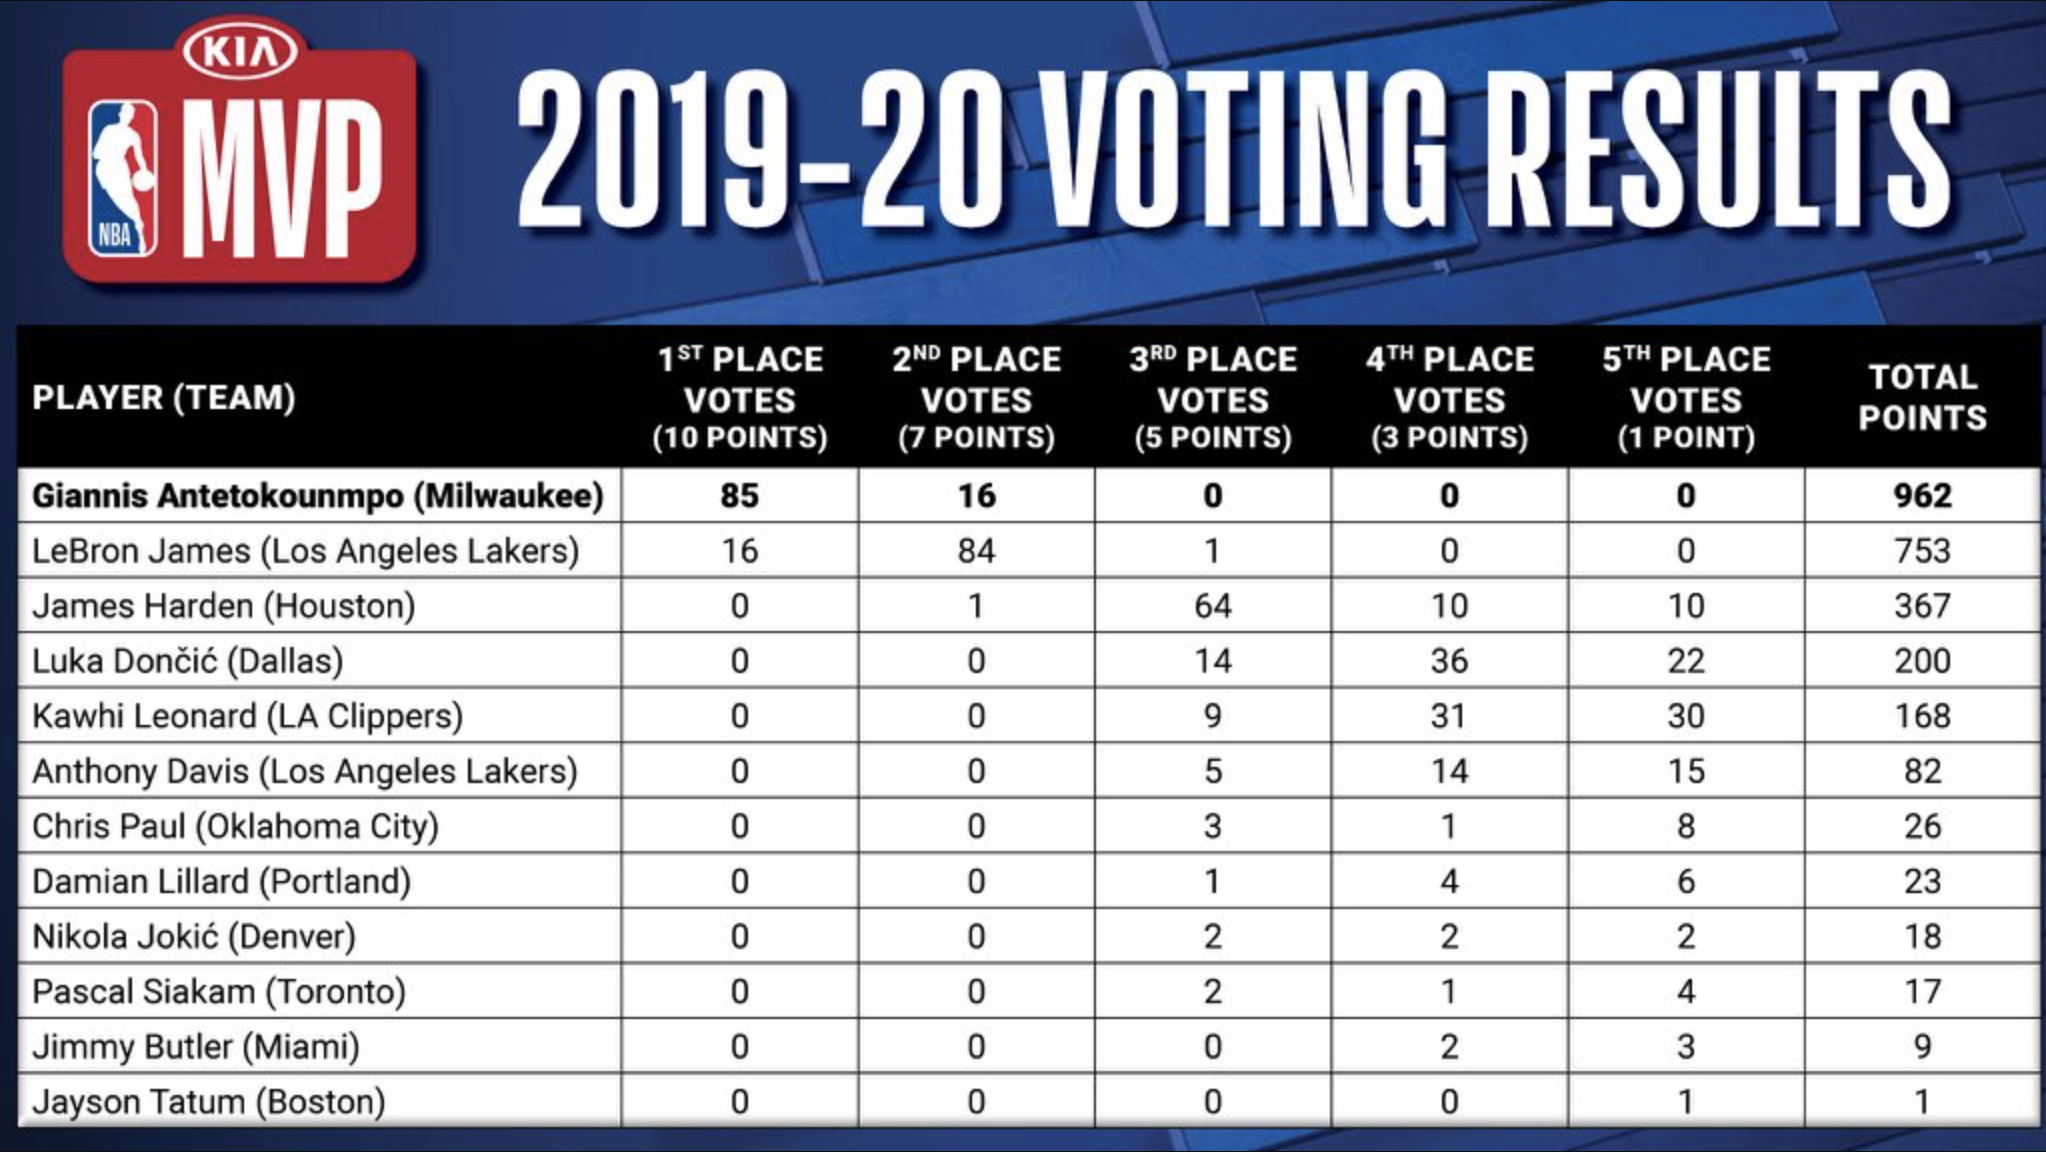 KIA
MVP
NBA
2019-20 VOTING RESULTS
PLAYER (TEAM) 1ST PLACE VOTES (10 POINTS) 2ND PLACE VOTES (7 POINTS) 3RD PLACE VOTES (5 POINTS) 4TH PLACE VOTES (3 POINTS) 5TH PLACE VOTES (1 POINT) TOTAL POINTS
Giannis Antetokounmpo (Milwaukee) 85 16 0 0 0 962
LeBron James (Los Angeles Lakers) 16 84 1 0 0 753
James Harden (Houston) 0 1 64 10 10 367
Luka Dončić (Dallas) 0 0 14 36 22 200
Kawhi Leonard (LA Clippers) 0 0 9 31 30 168
Anthony Davis (Los Angeles Lakers) 0 0 5 14 15 82
Chris Paul (Oklahoma City) 0 0 3 1 8 26
Damian Lillard (Portland) 0 0 1 4 6 23
Nikola Jokić (Denver) 0 0 2 2 2 18
Pascal Siakam (Toronto) 0 0 2 1 4 17
Jimmy Butler (Miami) 0 0 0 2 3 9
Jayson Tatum (Boston) 0 0 0 0 1 1